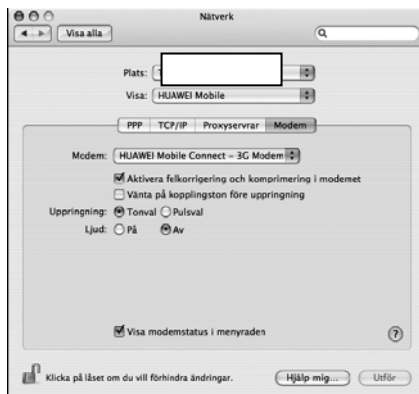 Nätverk
Visa alla
Plats:
Visa: HUAWEI Mobile
PPP TCP/IP Proxyservrar Modem
Modem: HUAWEI Mobile Connect – 3G Modem
Aktivera felkorrigering och komprimering i modemet
Vänta på kopplingston före uppringning
Uppringning: Tonval Pulsval
Ljud: På Av
Visa modemstatus i menyraden
?
Klicka på låset om du vill förhindra ändringar. Hjälp mig... Utför